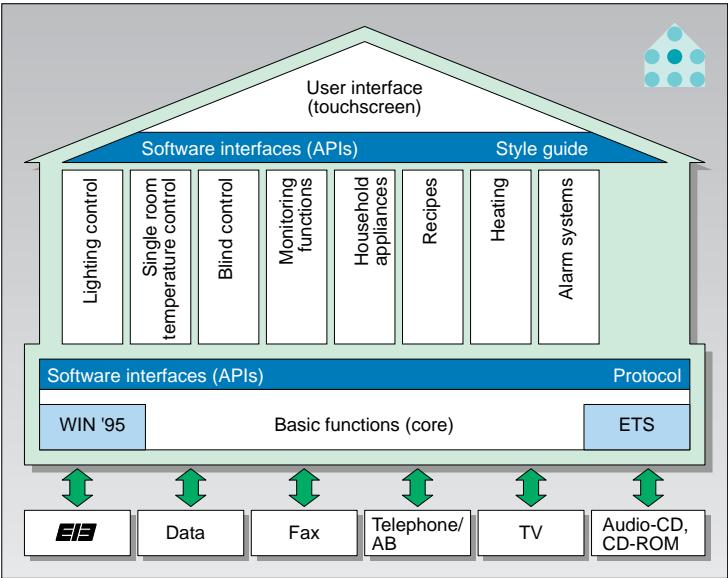 User interface
(touchscreen)
Software interfaces (APIs) Style guide
Lighting control
Single room
temperature control
Blind control
Monitoring
functions
Household
appliances
Recipes
Heating
Alarm systems
Software interfaces (APIs) Protocol
WIN '95 Basic functions (core) ETS
EIB
Data
Fax
Telephone/
AB
TV
Audio-CD,
CD-ROM